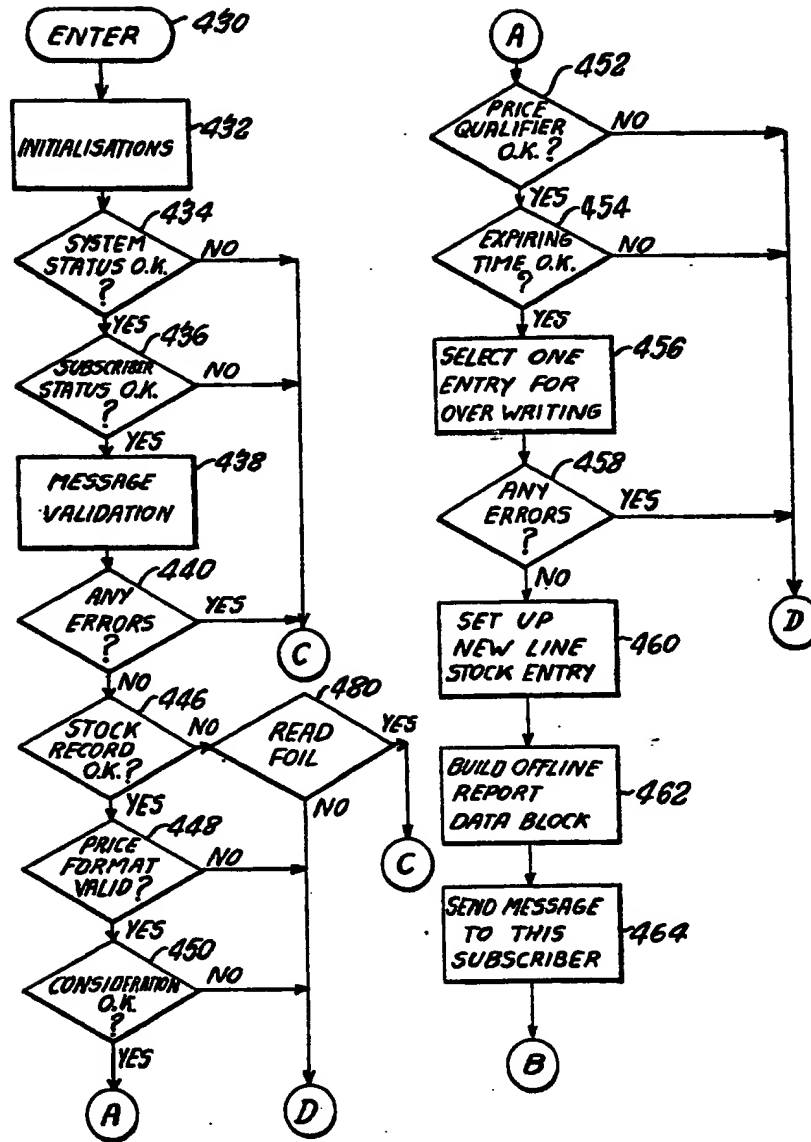 ENTER
430
INITIALISATIONS
432
434
SYSTEM
STATUS O.K.
?
NO
YES
436
SUBSCRIBER
STATUS O.K.
?
NO
YES
438
MESSAGE
VALIDATION
440
ANY
ERRORS
?
YES
C
NO
446
STOCK
RECORD
O.K.?
NO
480
READ
FOIL
YES
C
NO
YES
448
PRICE
FORMAT
VALID?
NO
YES
450
CONSIDERATION
O.K.
?
NO
YES
A
D
A
452
PRICE
QUALIFIER
O.K.?
NO
YES
454
EXPIRING
TIME O.K.
?
NO
YES
SELECT ONE
ENTRY FOR
OVER WRITING
456
458
ANY
ERRORS
?
YES
D
NO
SET UP
NEW LINE
STOCK ENTRY
460
BUILD OFFLINE
REPORT
DATA BLOCK
462
SEND MESSAGE
TO THIS
SUBSCRIBER
464
B